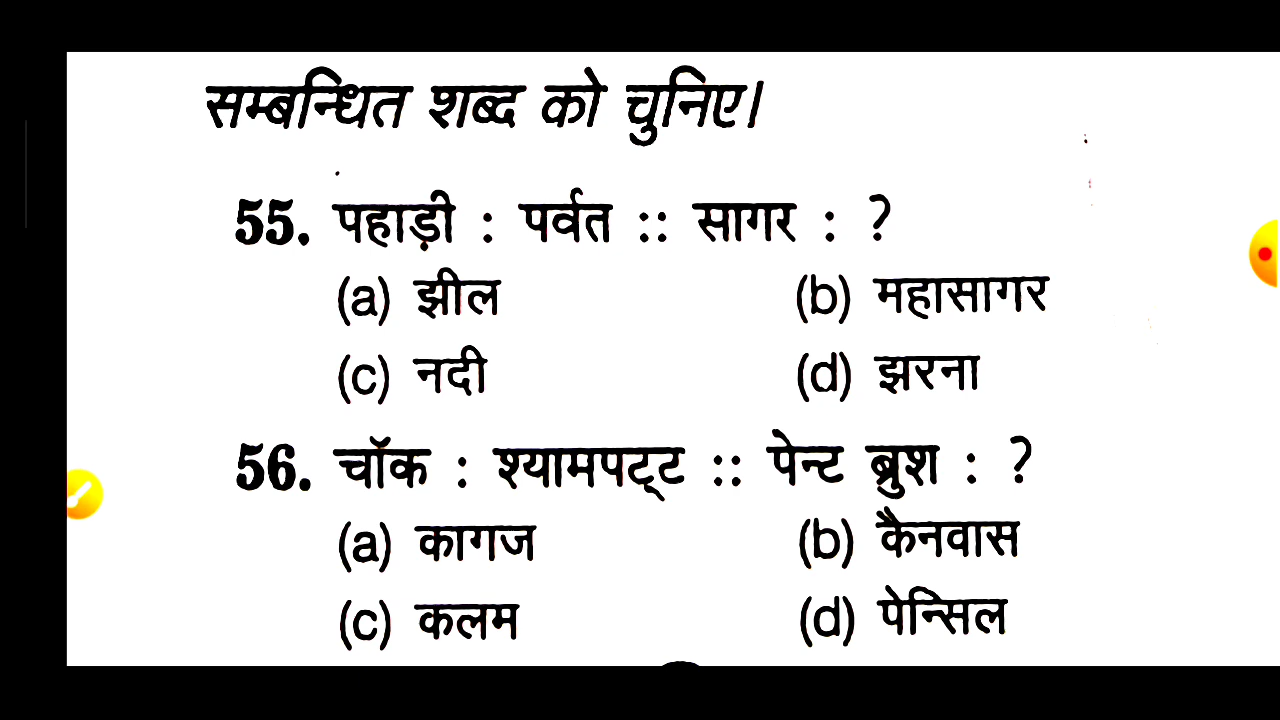 सम्बन्धित शब्द को चुनिए।
55. पहाड़ी : पर्वत :: सागर : ?
(a) झील (b) महासागर
(c) नदी (d) झरना
56. चॉक : श्यामपट्ट :: पेन्ट ब्रुश : ?
(a) कागज (b) कैनवास
(c) कलम (d) पेन्सिल